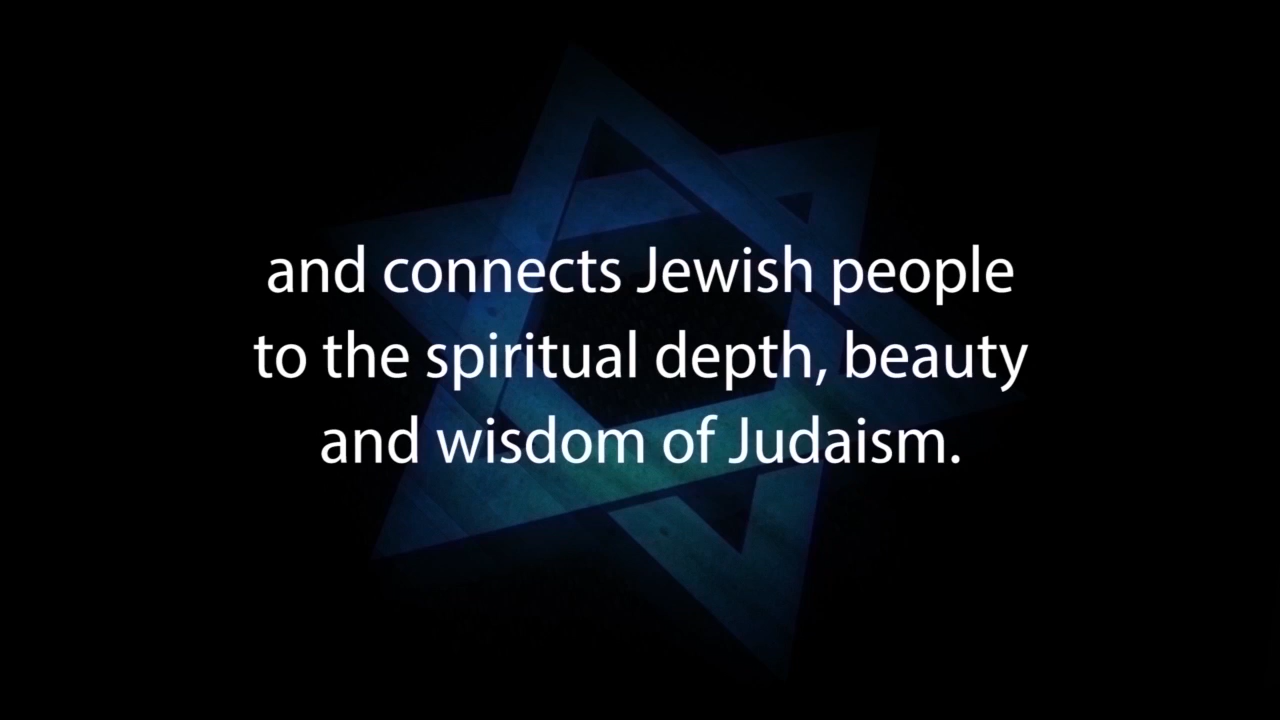 and connects Jewish people
to the spiritual depth, beauty
and wisdom of Judaism.